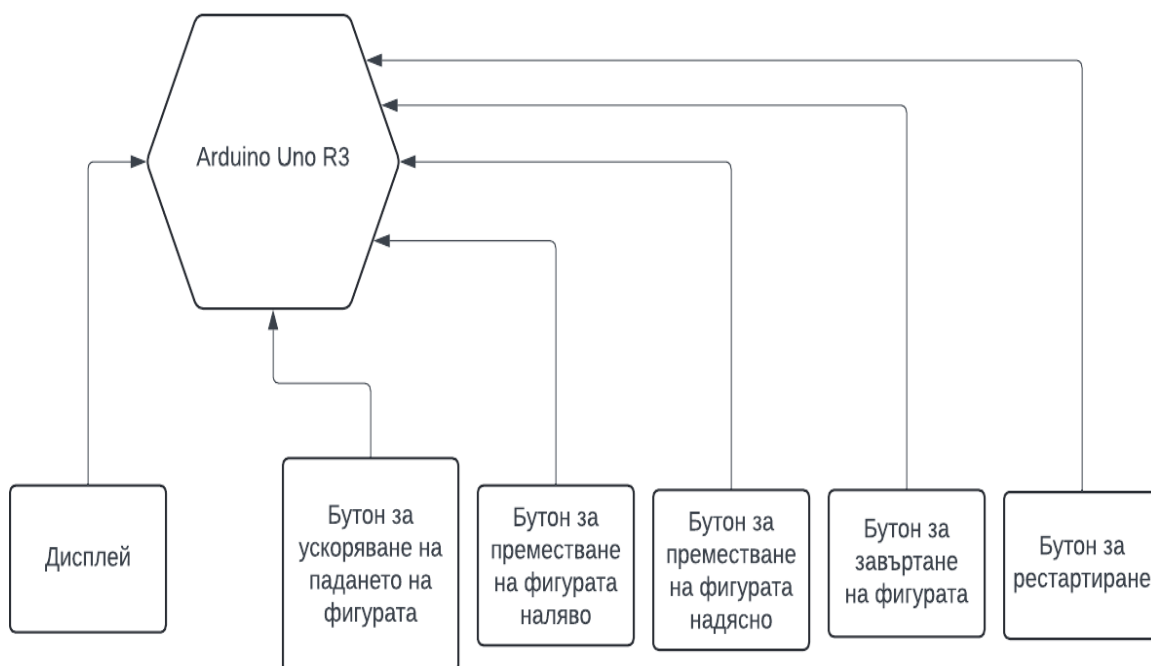 Arduino Uno R3
Дисплей
Бутон за
ускоряване на
падането на
фигурата
Бутон за
преместване
на фигурата
наляво
Бутон за
преместване
на фигурата
надясно
Бутон за
завъртане
на фигурата
Бутон за
рестартиране